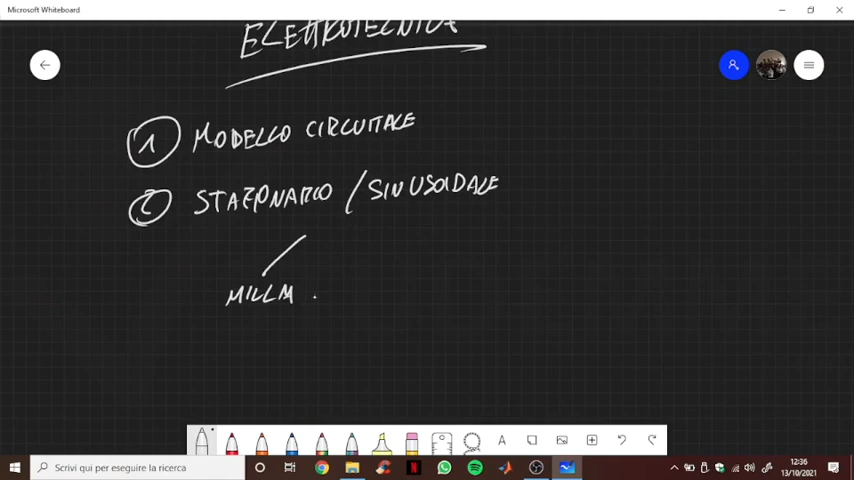 Microsoft Whiteboard
ELETTROTECNICA
1 MODELLO CIRCUITALE
2 STAZIONARIO / SINUSOIDALE
MILLM
Scrivi qui per eseguire la ricerca
12:36
13/10/2021